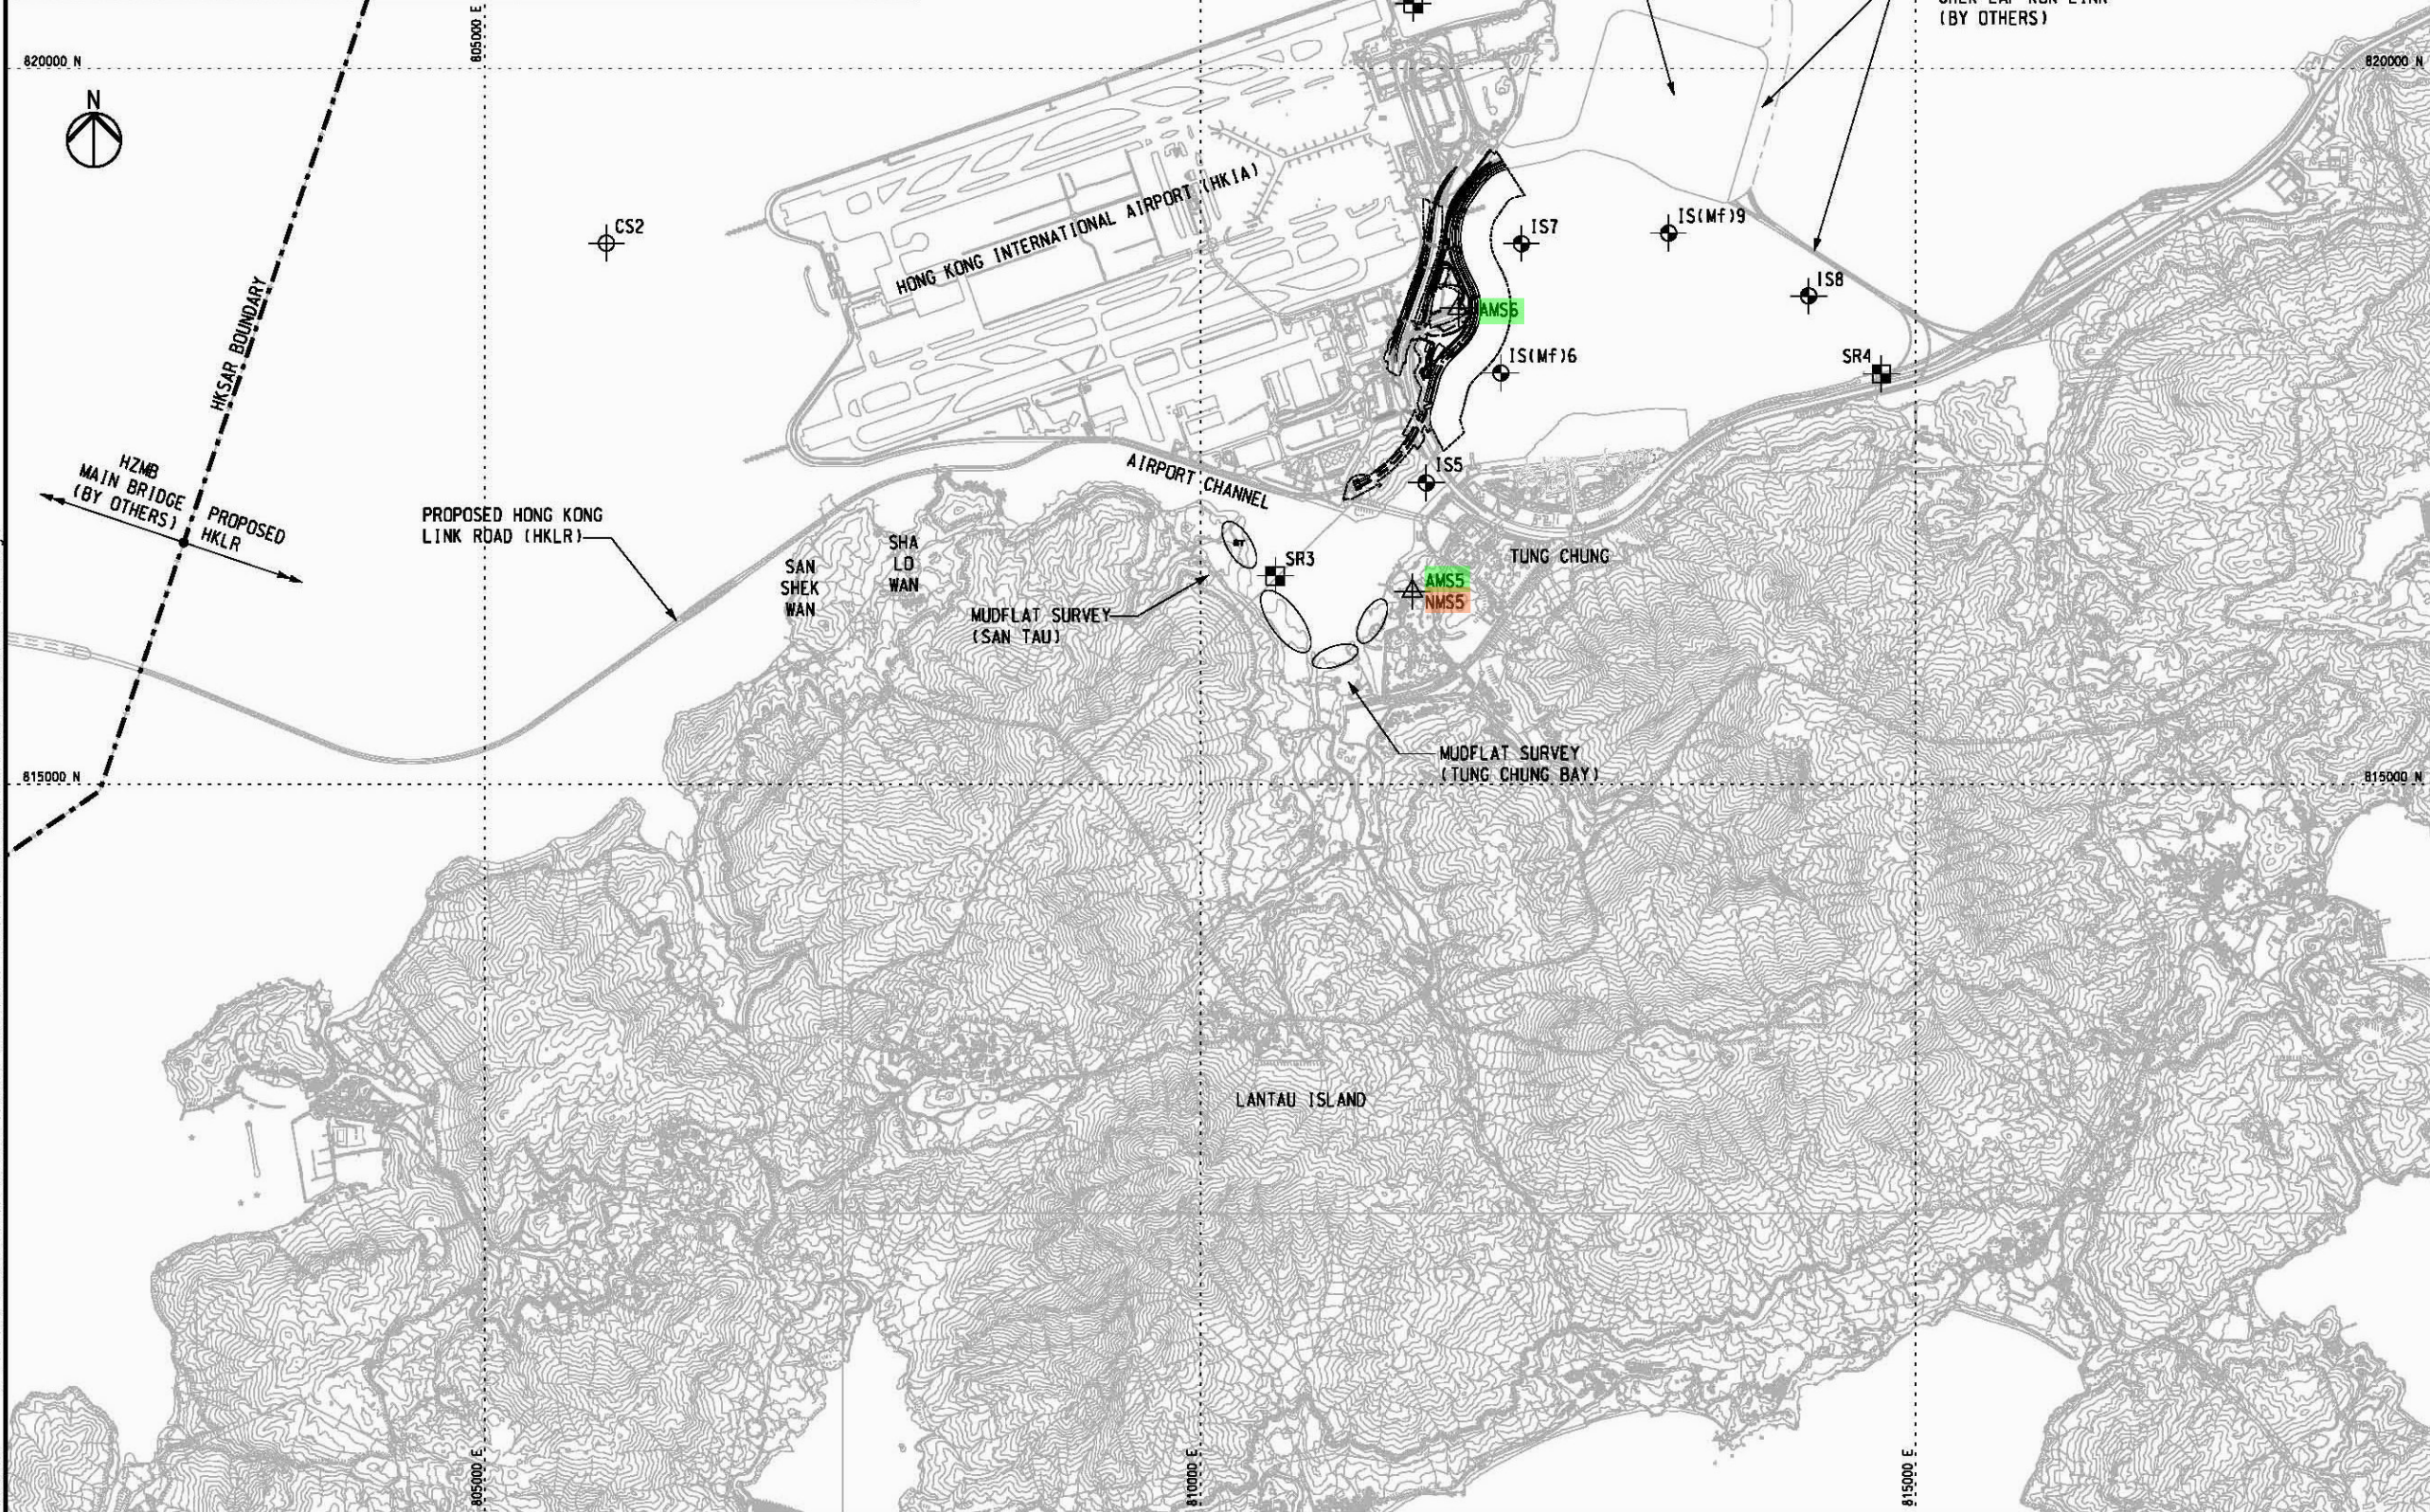 (BY OTHERS)
805000 E
820000 N
820000 N
N
HONG KONG INTERNATIONAL AIRPORT (HKIA)
CS2
IS7
IS(Mf)9
IS8
AMS6
IS(Mf)6
SR4
HKSAR BOUNDARY
HZMB
MAIN BRIDGE
(BY OTHERS)
PROPOSED
HKLR
AIRPORT CHANNEL
IS5
PROPOSED HONG KONG
LINK ROAD (HKLR)
SAN
SHEK
WAN
SHA
LO
WAN
ST
SR3
TUNG CHUNG
AMS5
NMS5
MUDFLAT SURVEY
(SAN TAU)
MUDFLAT SURVEY
(TUNG CHUNG BAY)
815000 N
815000 N
LANTAU ISLAND
805000 E
810000 E
815000 E